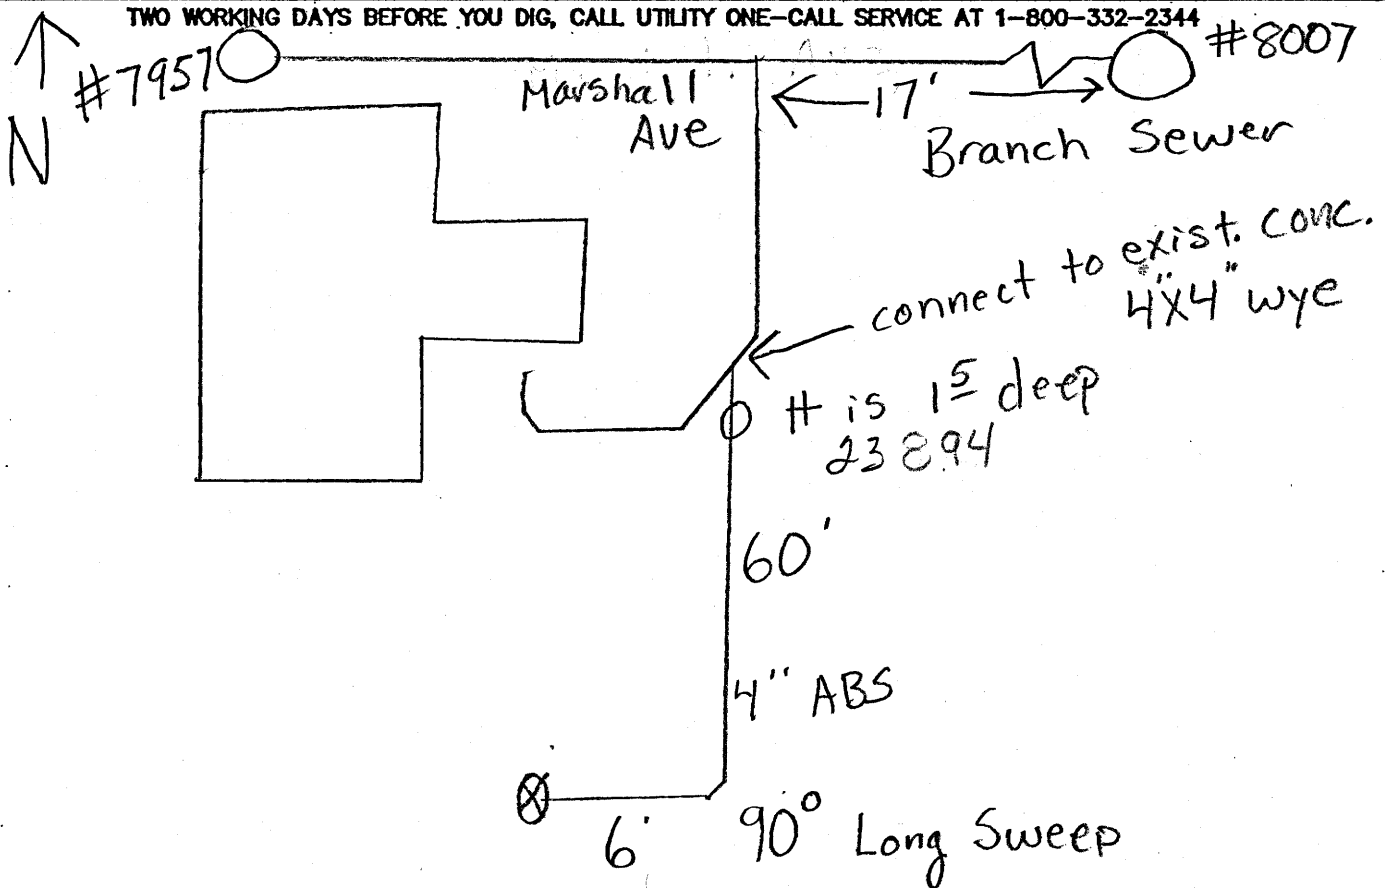 TWO WORKING DAYS BEFORE YOU DIG, CALL UTILITY ONE-CALL SERVICE AT 1-800-332-2344
N
#7957
#8007
Marshall
Ave
17'
Branch Sewer
connect to exist. conc.
4"X4" wye
It is 1 5 deep
23894
60'
4" ABS
6'
90° Long Sweep